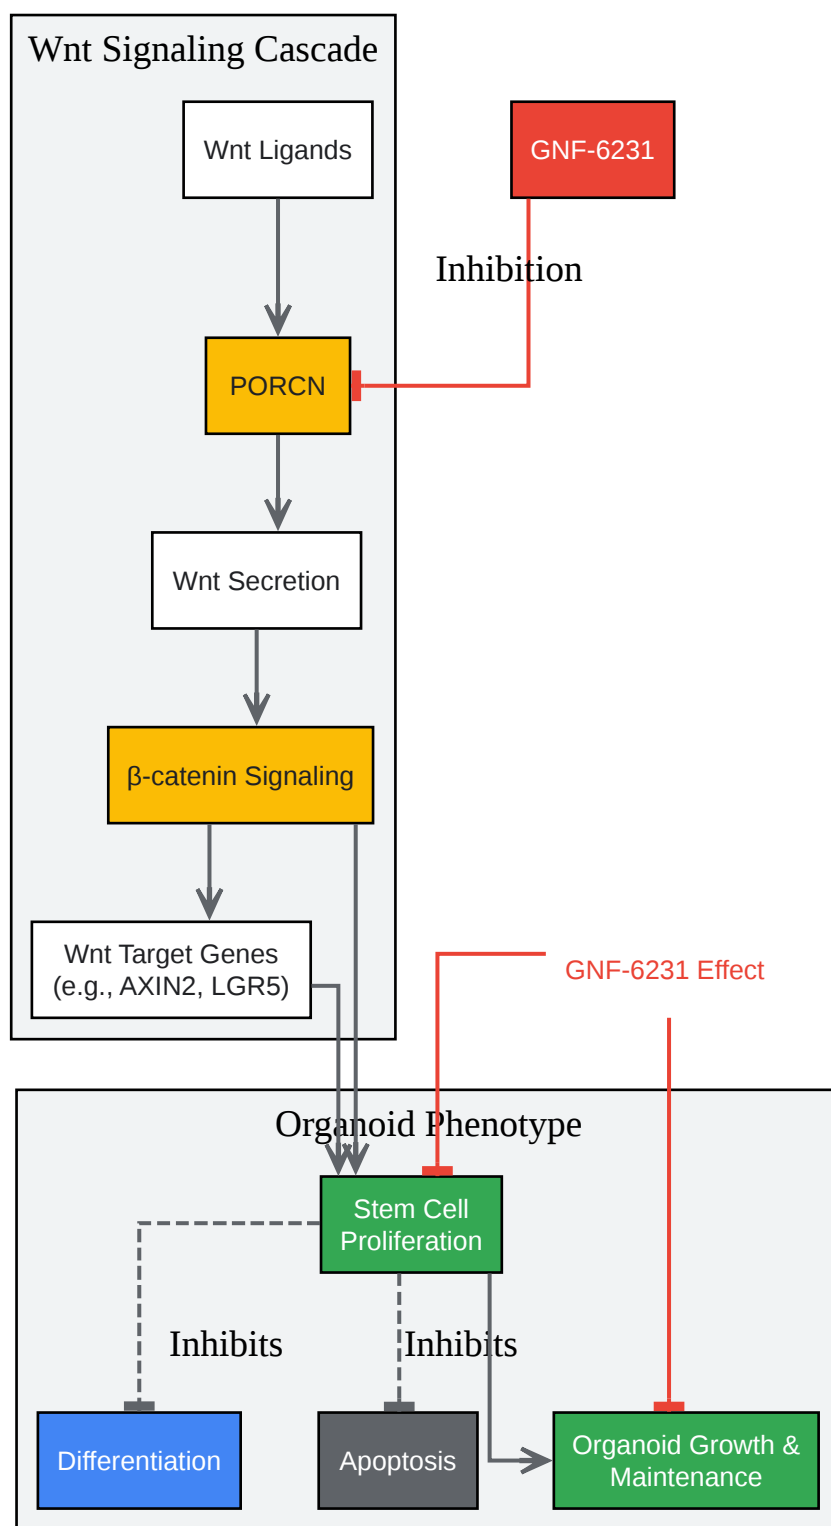 Wnt Signaling Cascade
Wnt Ligands
GNF-6231
Inhibition
PORCN
Wnt Secretion
β-catenin Signaling
Wnt Target Genes
(e.g., AXIN2, LGR5)
GNF-6231 Effect
Organoid Phenotype
Stem Cell
Proliferation
Inhibits
Inhibits
Differentiation
Apoptosis
Organoid Growth &
Maintenance